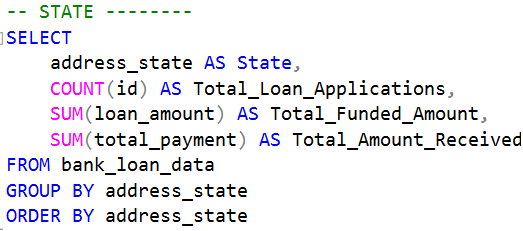 -- STATE --------
SELECT
    address_state AS State,
    COUNT(id) AS Total_Loan_Applications,
    SUM(loan_amount) AS Total_Funded_Amount,
    SUM(total_payment) AS Total_Amount_Received
FROM bank_loan_data
GROUP BY address_state
ORDER BY address_state